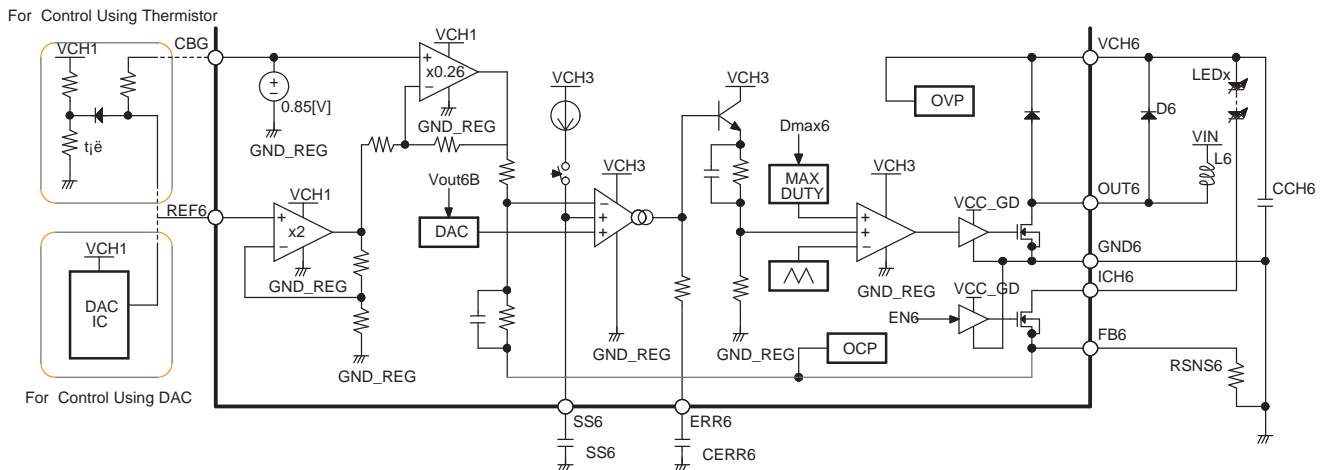 For Control Using Thermistor
VCH1
CBG
VCH1
VCH6
x0.26
VCH3
VCH3
LEDx
OVP
0.85[V]
D6
GND_REG
Dmax6
VIN
t¡ë
GND_REG
L6
Vout6B
VCH3
MAX
DUTY
VCH3
VCH1
OUT6
CCH6
REF6
VCC_GD
x2
DAC
VCH1
GND6
GND_REG
GND_REG
ICH6
DAC
IC
VCC_GD
EN6
FB6
GND_REG
GND_REG
OCP
GND_REG
RSNS6
For Control Using DAC
SS6
ERR6
SS6
CERR6